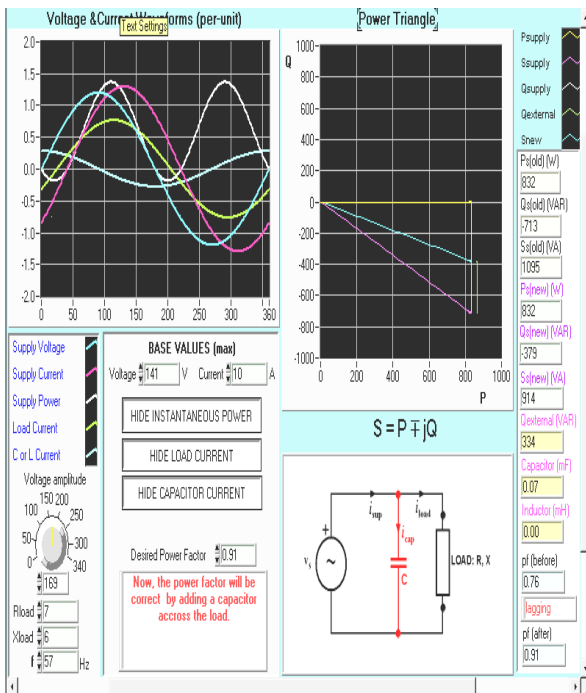 Voltage &Current Waveforms (per-unit)
Text Settings
2.0
1.5
1.0
0.5
0.0
-0.5
-1.0
-1.5
-2.0
0 50 100 150 200 250 300 360
Power Triangle
Q
1000
800
600
400
200
0
-200
-400
-600
-800
-1000
0 200 400 600 800 1000
P
Psupply
Ssupply
Qsupply
Qexternal
Snew
Ps(old) (W)
832
Qs(old) (VAR)
-713
Ss(old) (VA)
1095
Ps(new) (W)
832
Qs(new) (VAR)
-379
Ss(new) (VA)
914
Qexternal (VAR)
334
Capacitor (mF)
0.07
Inductor (mH)
0.00
pf (before)
0.76
lagging
pf (after)
0.91
Supply Voltage
Supply Current
Supply Power
Load Current
C or L Current
Voltage amplitude
0 50 100 150 200 250 300 340
169
Rload 7
Xload 6
f 57 Hz
BASE VALUES (max)
Voltage 141 V Current 10 A
HIDE INSTANTANEOUS POWER
HIDE LOAD CURRENT
HIDE CAPACITOR CURRENT
Desired Power Factor 0.91
Now, the power factor will be
correct by adding a capacitor
accross the load.
S = P ∓ jQ
i sup
i load
i cap
+
v s
~
C
LOAD: R, X
-